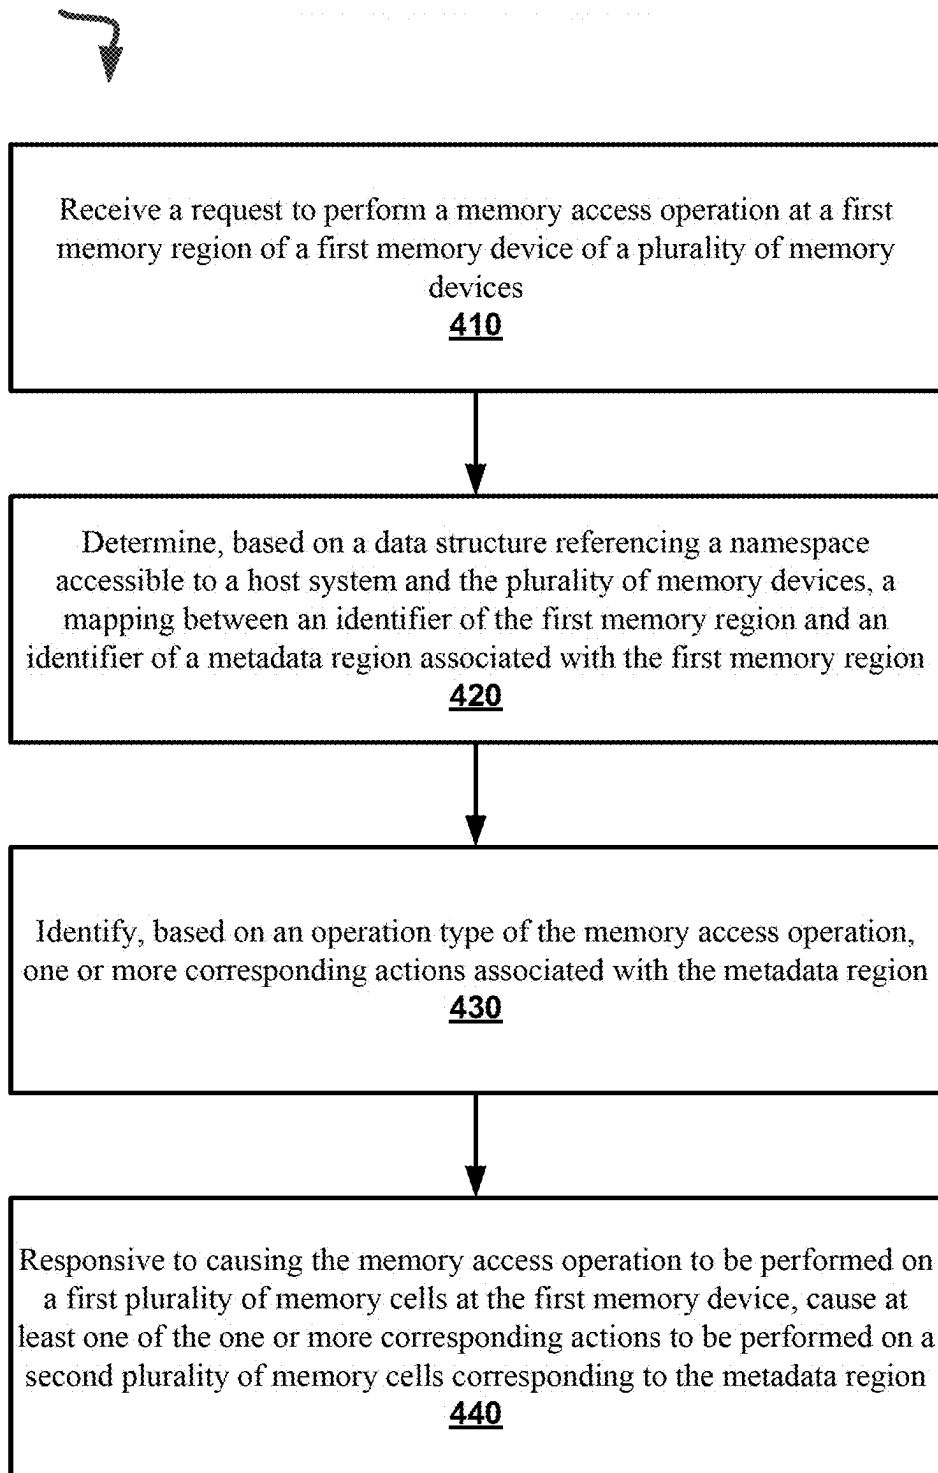 Receive a request to perform a memory access operation at a first
memory region of a first memory device of a plurality of memory
devices
410
Determine, based on a data structure referencing a namespace
accessible to a host system and the plurality of memory devices, a
mapping between an identifier of the first memory region and an
identifier of a metadata region associated with the first memory region
420
Identify, based on an operation type of the memory access operation,
one or more corresponding actions associated with the metadata region
430
Responsive to causing the memory access operation to be performed on
a first plurality of memory cells at the first memory device, cause at
least one of the one or more corresponding actions to be performed on a
second plurality of memory cells corresponding to the metadata region
440